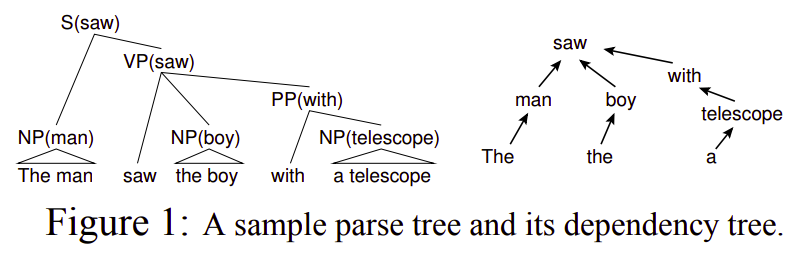 S(saw)
saw
VP(saw)
with
PP(with)
man
boy
telescope
NP(man)
NP(boy)
NP(telescope)
The
the
a
The man
saw
the boy
with
a telescope
Figure 1: A sample parse tree and its dependency tree.